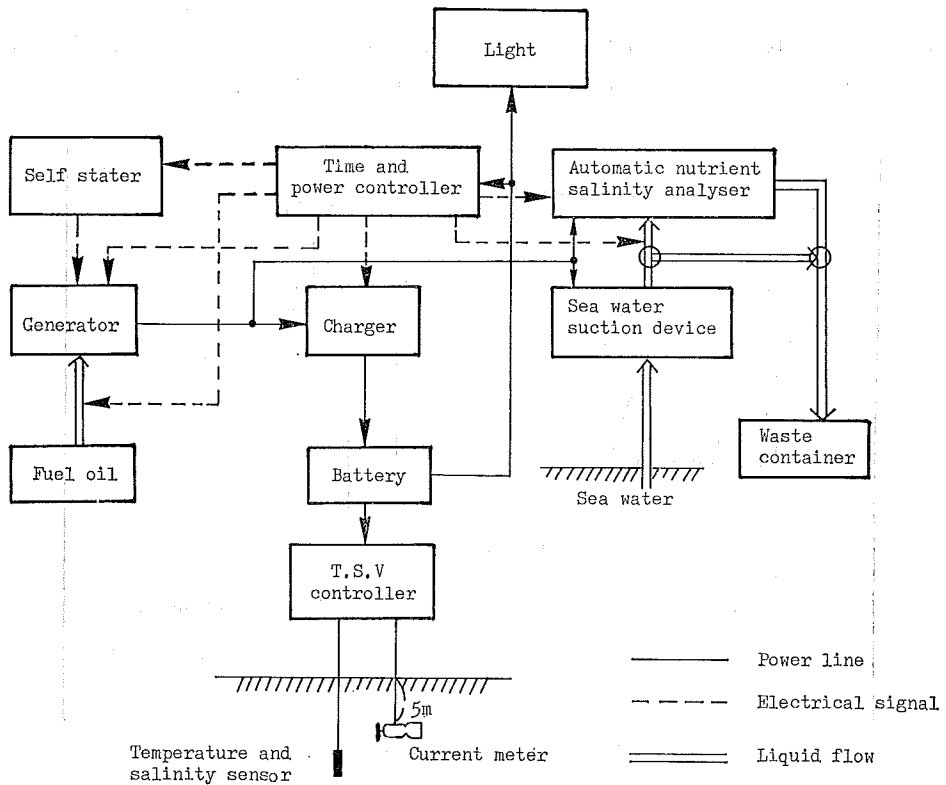 Light
Self stater
Time and
power controller
Automatic nutrient
salinity analyser
Generator
Charger
Sea water
suction device
Fuel oil
Battery
Waste
container
Sea water
T.S.V
controller
5m
Temperature and
salinity sensor
Current meter
Power line
Electrical signal
Liquid flow